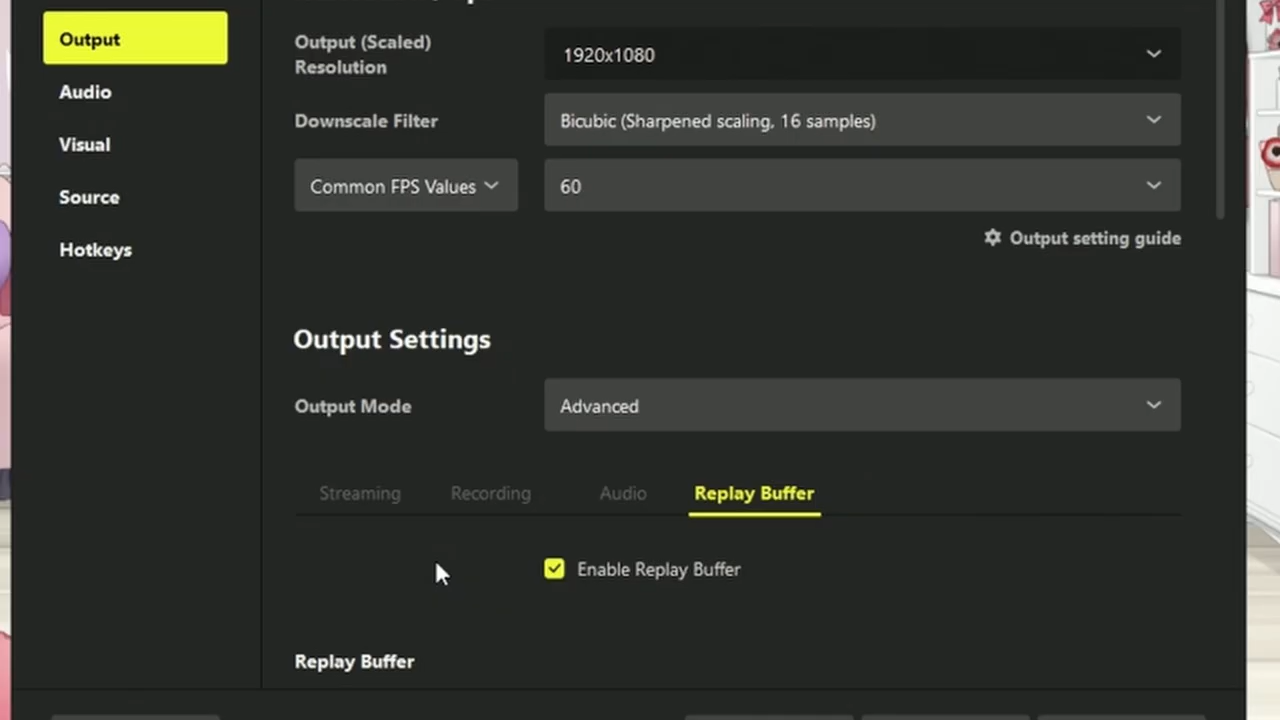 Output
Audio
Visual
Source
Hotkeys
Output (Scaled)
Resolution
1920x1080
Downscale Filter
Bicubic (Sharpened scaling, 16 samples)
Common FPS Values
60
Output setting guide
Output Settings
Output Mode
Advanced
Streaming
Recording
Audio
Replay Buffer
Enable Replay Buffer
Replay Buffer